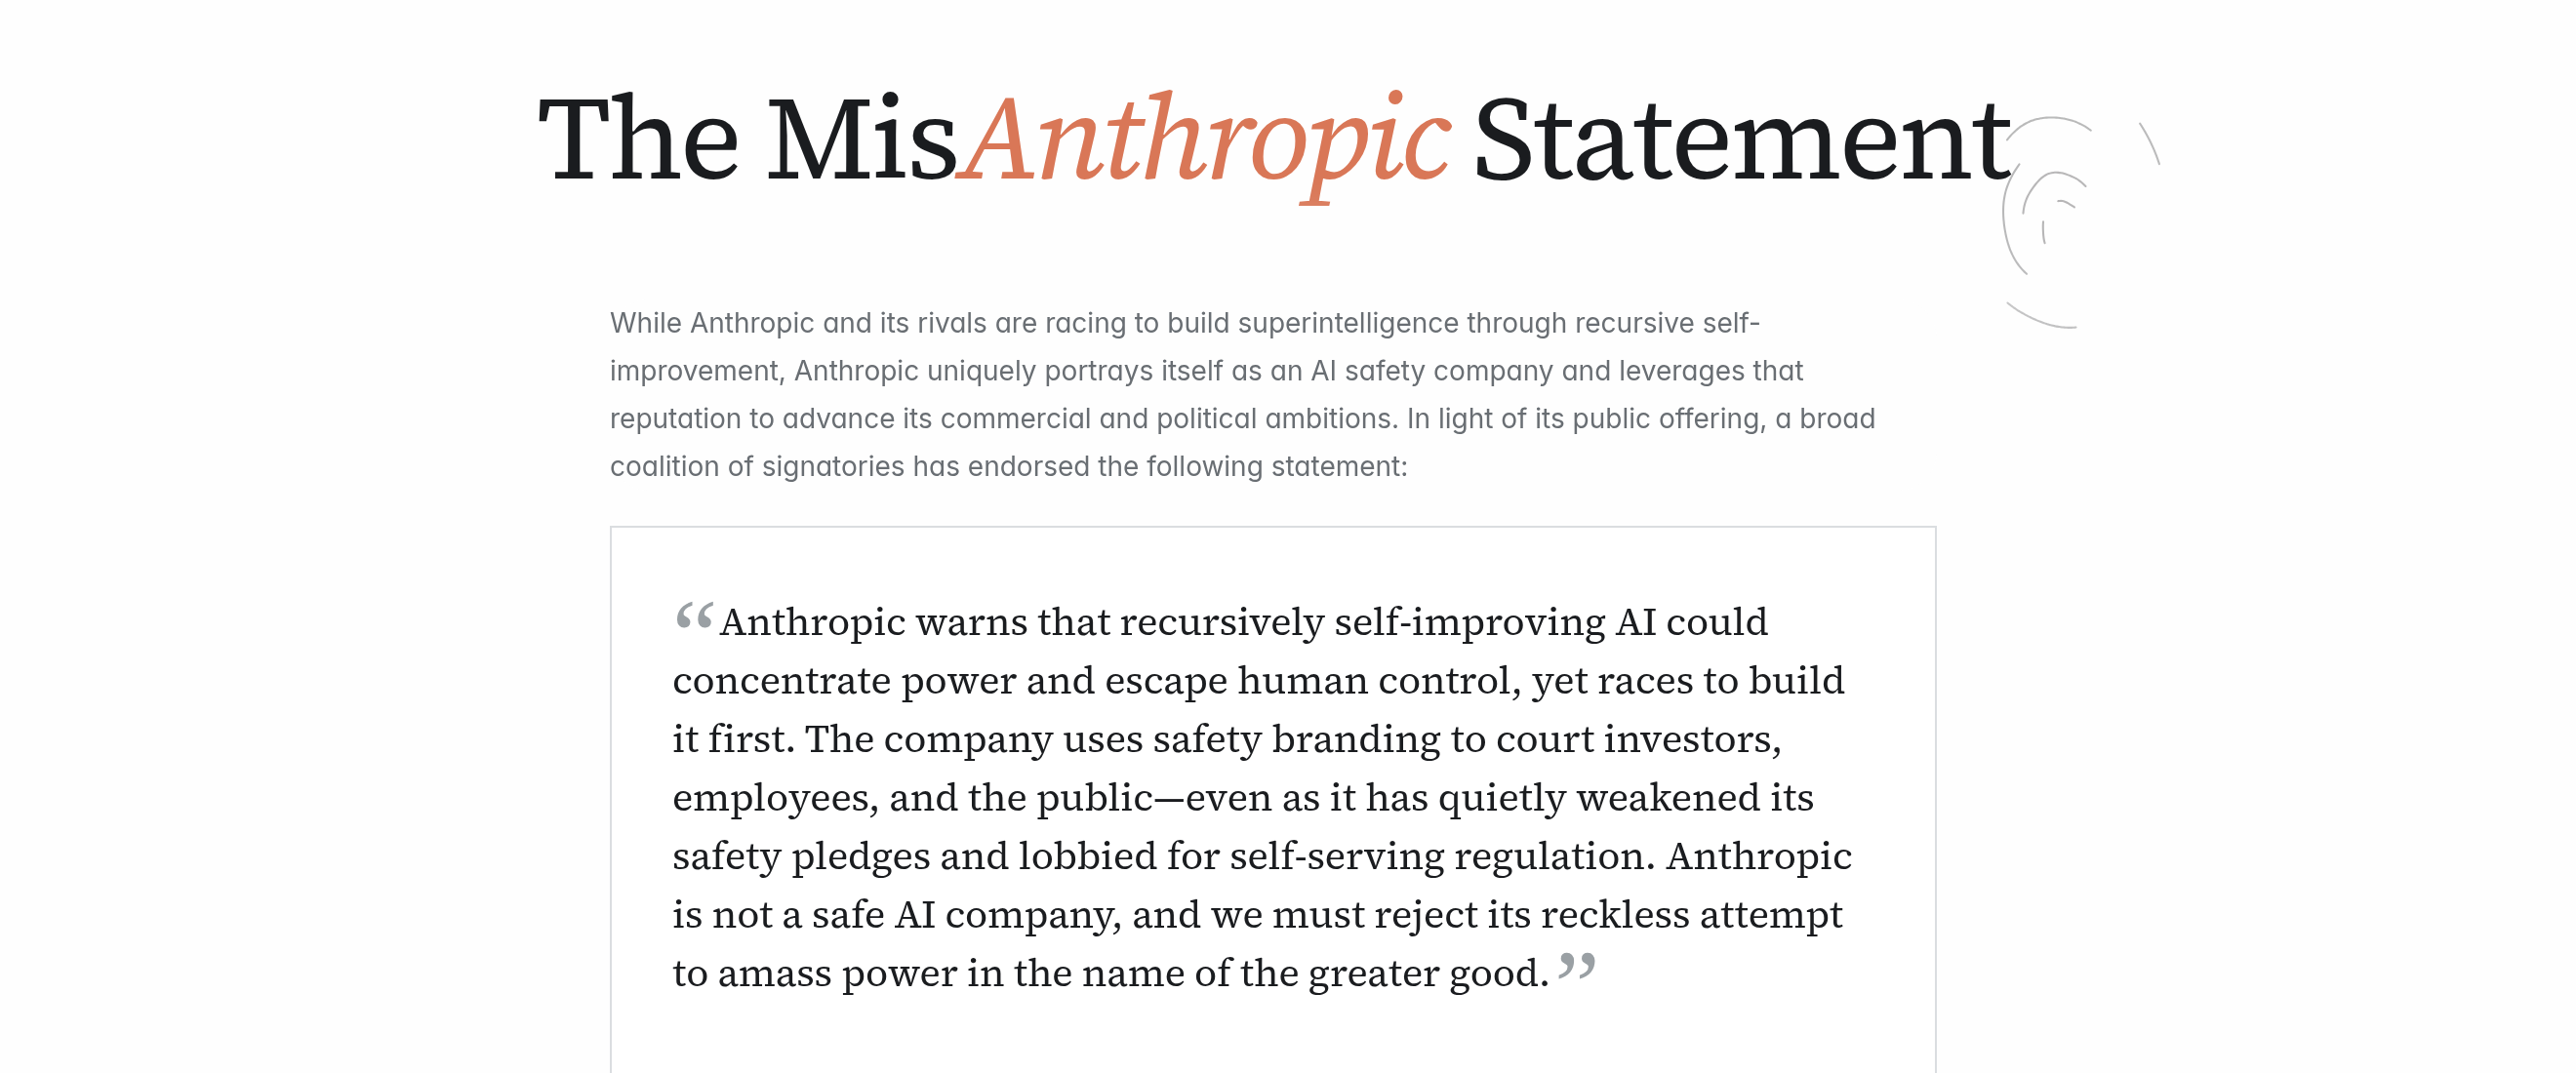 The MisAnthropic Statement
While Anthropic and its rivals are racing to build superintelligence through recursive self-
improvement, Anthropic uniquely portrays itself as an AI safety company and leverages that
reputation to advance its commercial and political ambitions. In light of its public offering, a broad
coalition of signatories has endorsed the following statement:
“Anthropic warns that recursively self-improving AI could
concentrate power and escape human control, yet races to build
it first. The company uses safety branding to court investors,
employees, and the public—even as it has quietly weakened its
safety pledges and lobbied for self-serving regulation. Anthropic
is not a safe AI company, and we must reject its reckless attempt
to amass power in the name of the greater good.”